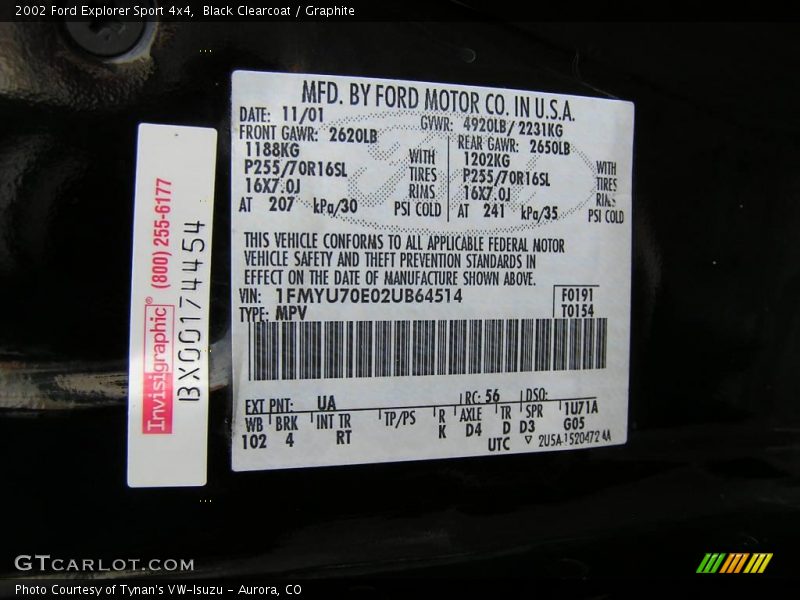 2002 Ford Explorer Sport 4x4, Black Clearcoat / Graphite
MFD. BY FORD MOTOR CO. IN U.S.A.
DATE: 11/01
GVWR: 4920LB/ 2231KG
FRONT GAWR: 2620LB
1188KG
P255/70R16SL
16X7.0J
AT 207 kPa/30
WITH
TIRES
RIMS
PSI COLD
REAR GAWR: 2650LB
1202KG
P255/70R16SL
16X7.0J
AT 241 kPa/35
WITH
TIRES
RIMS
PSI COLD
THIS VEHICLE CONFORMS TO ALL APPLICABLE FEDERAL MOTOR
VEHICLE SAFETY AND THEFT PREVENTION STANDARDS IN
EFFECT ON THE DATE OF MANUFACTURE SHOWN ABOVE.
VIN: 1FMYU70E02UB64514
TYPE: MPV
F0191
T0154
EXT PNT: UA RC: 56 DSO:
WB BRK INT TR TP/PS R AXLE TR SPR 1U71A
102 4 RT K D4 D D3 G05
UTC ▽ 2U5A-1520472 4A
Invisigraphic® (800) 255-6177
BX00174454
GTCARLOT.COM
Photo Courtesy of Tynan's VW-Isuzu - Aurora, CO